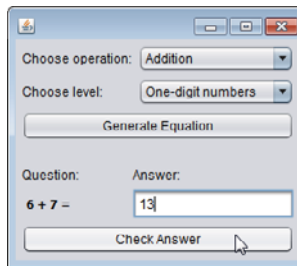 Choose operation: Addition
Choose level: One-digit numbers
Generate Equation
Question: Answer:
6 + 7 = 13
Check Answer